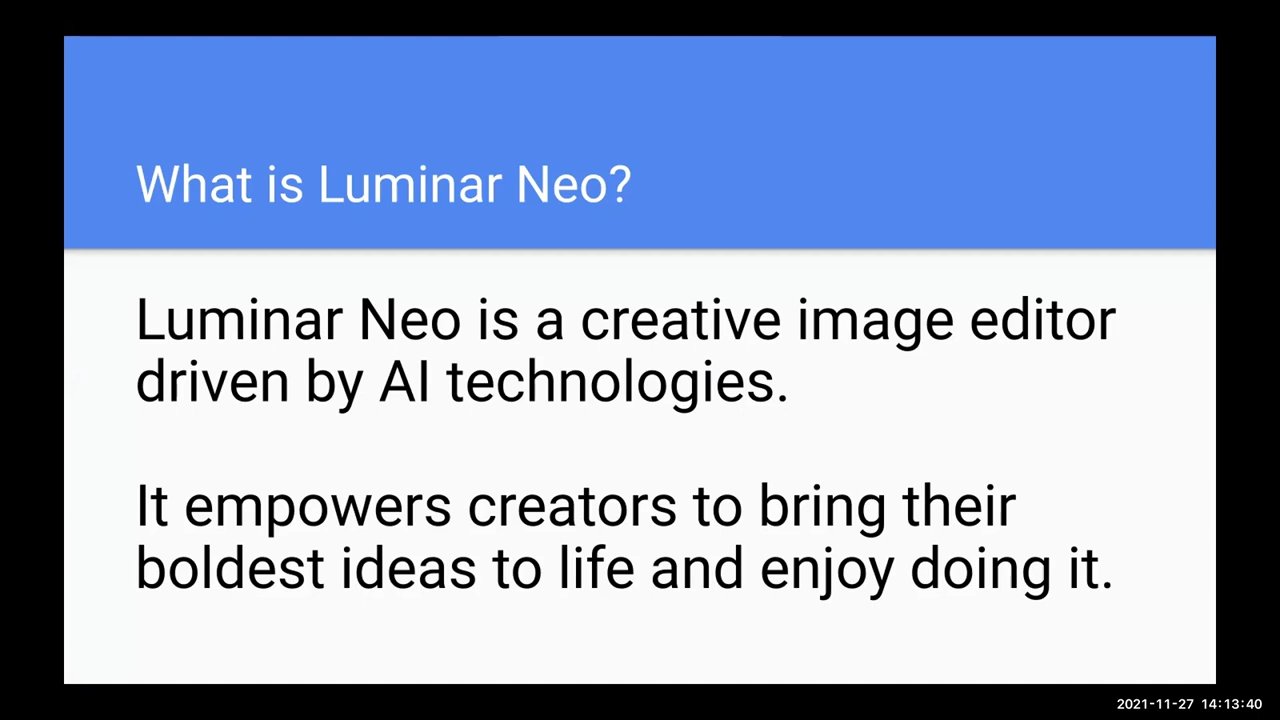 What is Luminar Neo?
Luminar Neo is a creative image editor
driven by AI technologies.
It empowers creators to bring their
boldest ideas to life and enjoy doing it.
2021-11-27 14:13:40